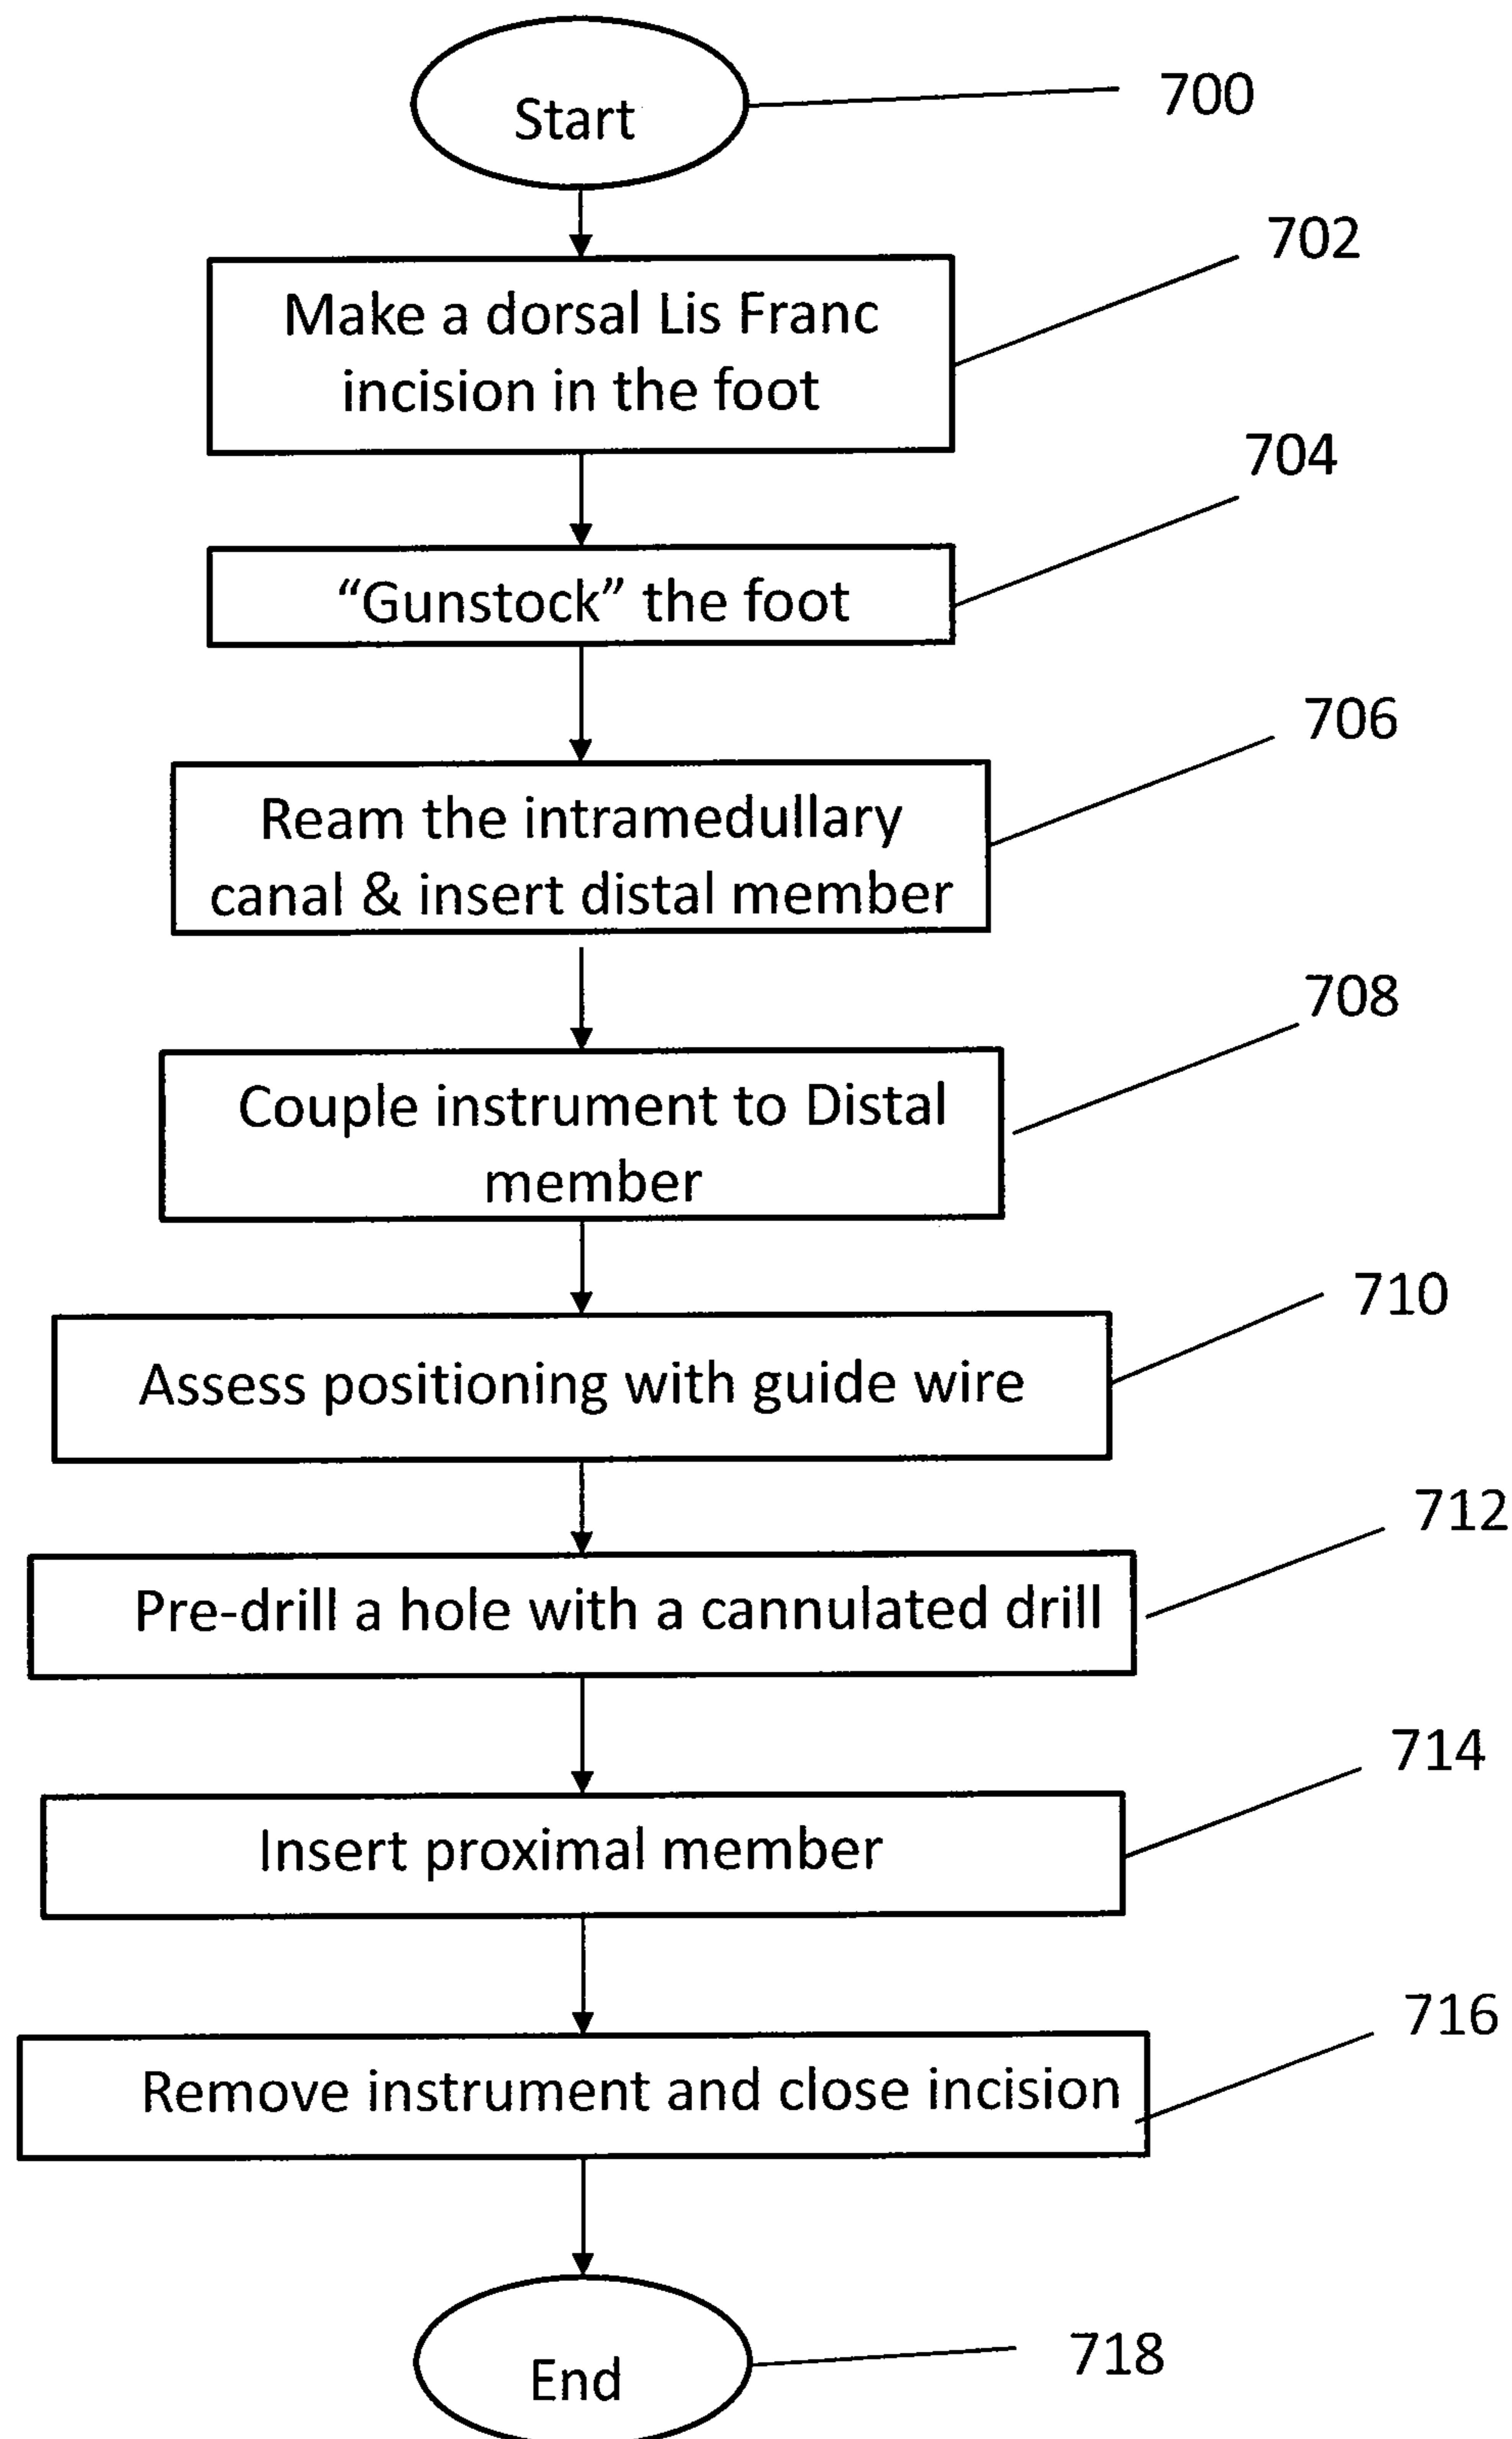 Start
700
702
Make a dorsal Lis Franc
incision in the foot
704
“Gunstock” the foot
706
Ream the intramedullary
canal & insert distal member
708
Couple instrument to Distal
member
710
Assess positioning with guide wire
712
Pre-drill a hole with a cannulated drill
714
Insert proximal member
716
Remove instrument and close incision
End
718